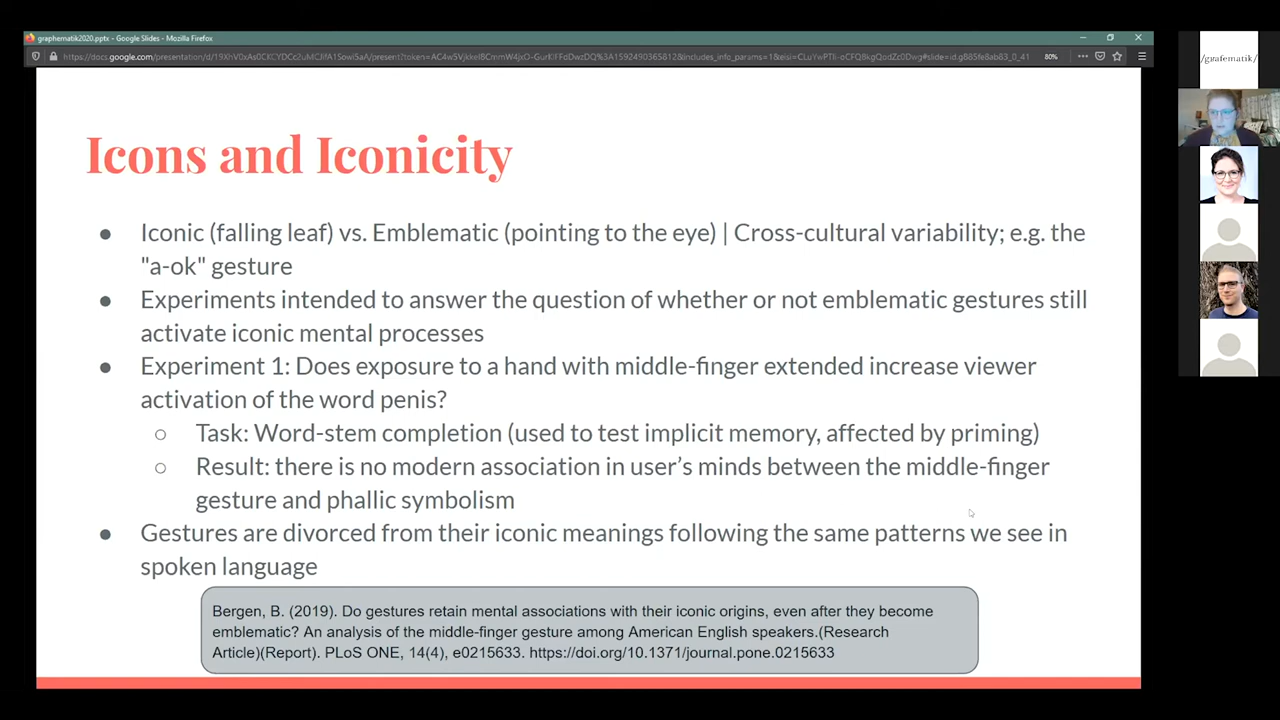 graphematik2020.pptx - Google Slides - Mozilla Firefox
80%
/grafematik/
Icons and Iconicity
● Iconic (falling leaf) vs. Emblematic (pointing to the eye) | Cross-cultural variability; e.g. the
"a-ok" gesture
● Experiments intended to answer the question of whether or not emblematic gestures still
activate iconic mental processes
● Experiment 1: Does exposure to a hand with middle-finger extended increase viewer
activation of the word penis?
○ Task: Word-stem completion (used to test implicit memory, affected by priming)
○ Result: there is no modern association in user's minds between the middle-finger
gesture and phallic symbolism
● Gestures are divorced from their iconic meanings following the same patterns we see in
spoken language
Bergen, B. (2019). Do gestures retain mental associations with their iconic origins, even after they become
emblematic? An analysis of the middle-finger gesture among American English speakers.(Research
Article)(Report). PLoS ONE, 14(4), e0215633. https://doi.org/10.1371/journal.pone.0215633